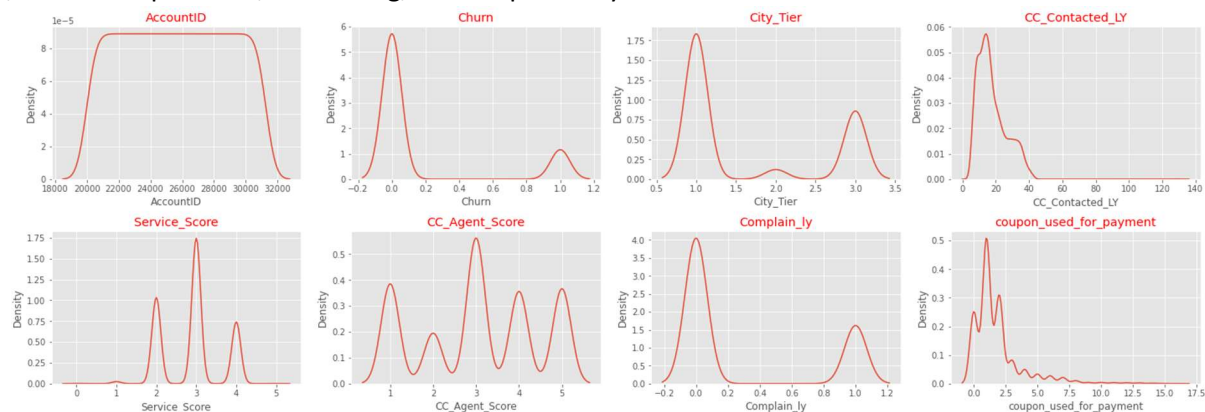 AccountID
Churn
City_Tier
CC_Contacted_LY
1e−5
8
6
4
2
0
Density
18000 20000 22000 24000 26000 28000 30000 32000
AccountID
6
5
4
3
2
1
0
Density
−0.2 0.0 0.2 0.4 0.6 0.8 1.0 1.2
Churn
1.75
1.50
1.25
1.00
0.75
0.50
0.25
0.00
Density
0.5 1.0 1.5 2.0 2.5 3.0 3.5
City_Tier
0.06
0.05
0.04
0.03
0.02
0.01
0.00
Density
0 20 40 60 80 100 120 140
CC_Contacted_LY
Service_Score
CC_Agent_Score
Complain_ly
coupon_used_for_payment
1.75
1.50
1.25
1.00
0.75
0.50
0.25
0.00
Density
0 1 2 3 4 5
Service_Score
0.5
0.4
0.3
0.2
0.1
0.0
Density
1 2 3 4 5
CC_Agent_Score
4.0
3.5
3.0
2.5
2.0
1.5
1.0
0.5
0.0
Density
−0.2 0.0 0.2 0.4 0.6 0.8 1.0 1.2
Complain_ly
0.5
0.4
0.3
0.2
0.1
0.0
Density
0.0 2.5 5.0 7.5 10.0 12.5 15.0 17.5
coupon_used_for_payment